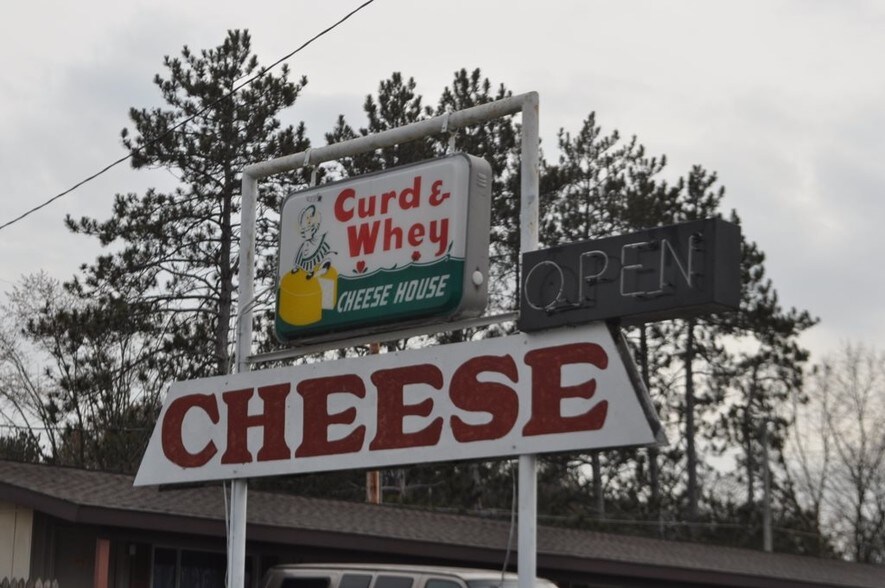 Curd &
Whey
CHEESE HOUSE
OPEN
CHEESE